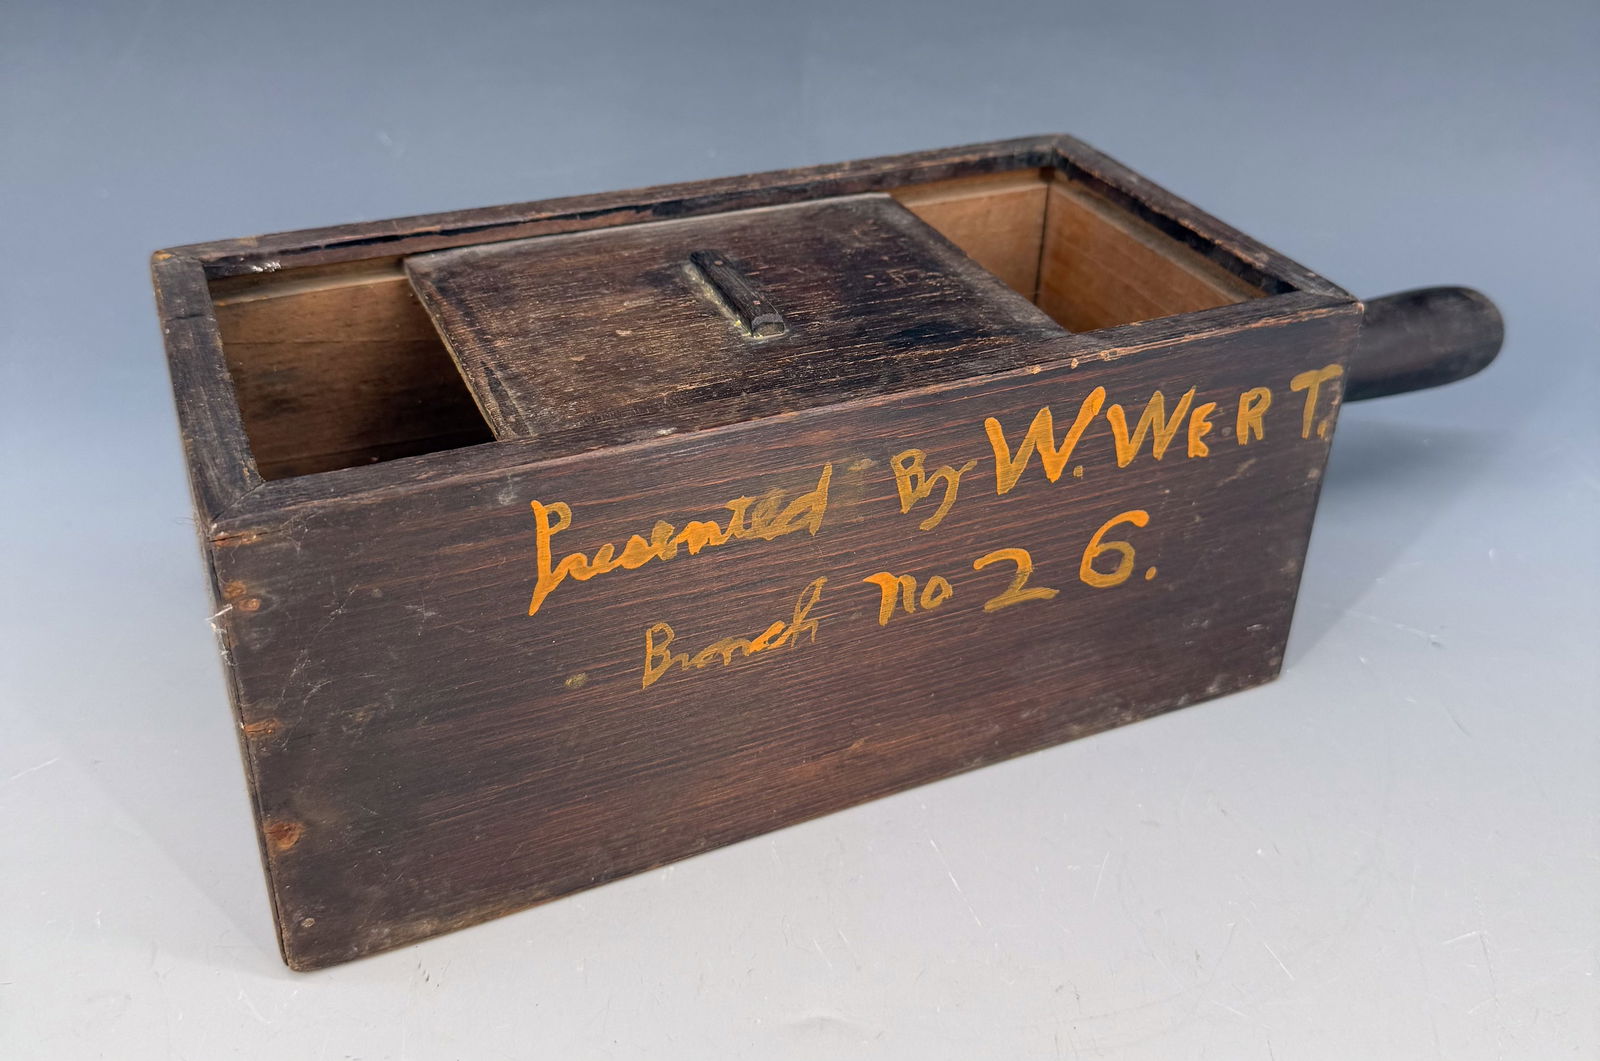 Presented By W. WERT.
Branch no 26.